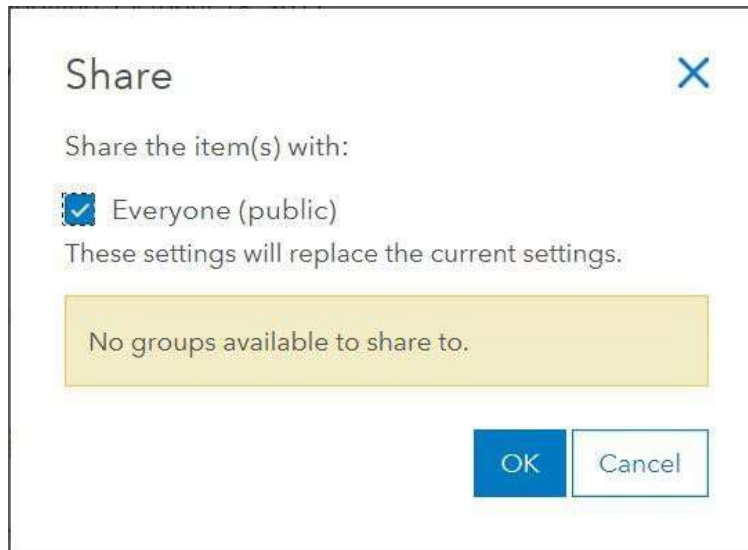 Share
Share the item(s) with:
Everyone (public)
These settings will replace the current settings.
No groups available to share to.
OK
Cancel